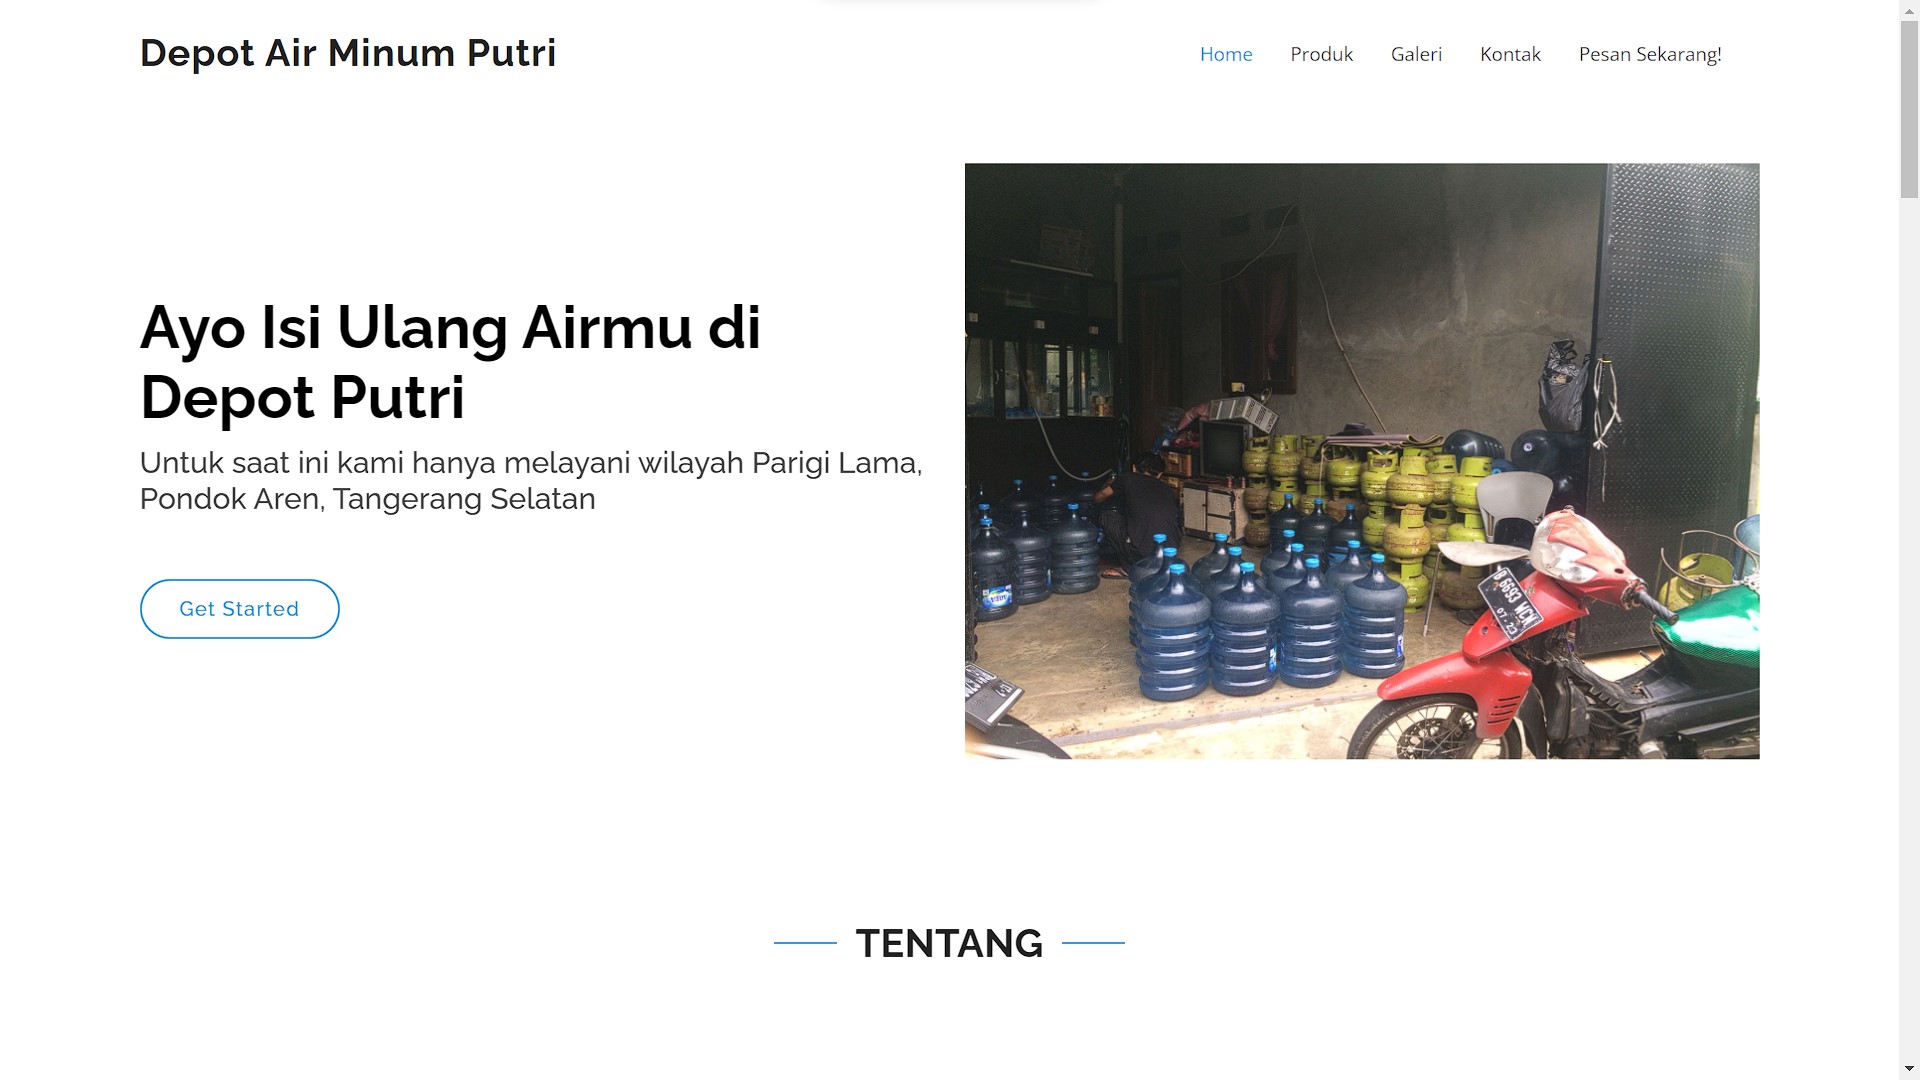 Depot Air Minum Putri
Home
Produk
Galeri
Kontak
Pesan Sekarang!
Ayo Isi Ulang Airmu di
Depot Putri
Untuk saat ini kami hanya melayani wilayah Parigi Lama,
Pondok Aren, Tangerang Selatan
Get Started
B 6693 WCK
07.23
TENTANG